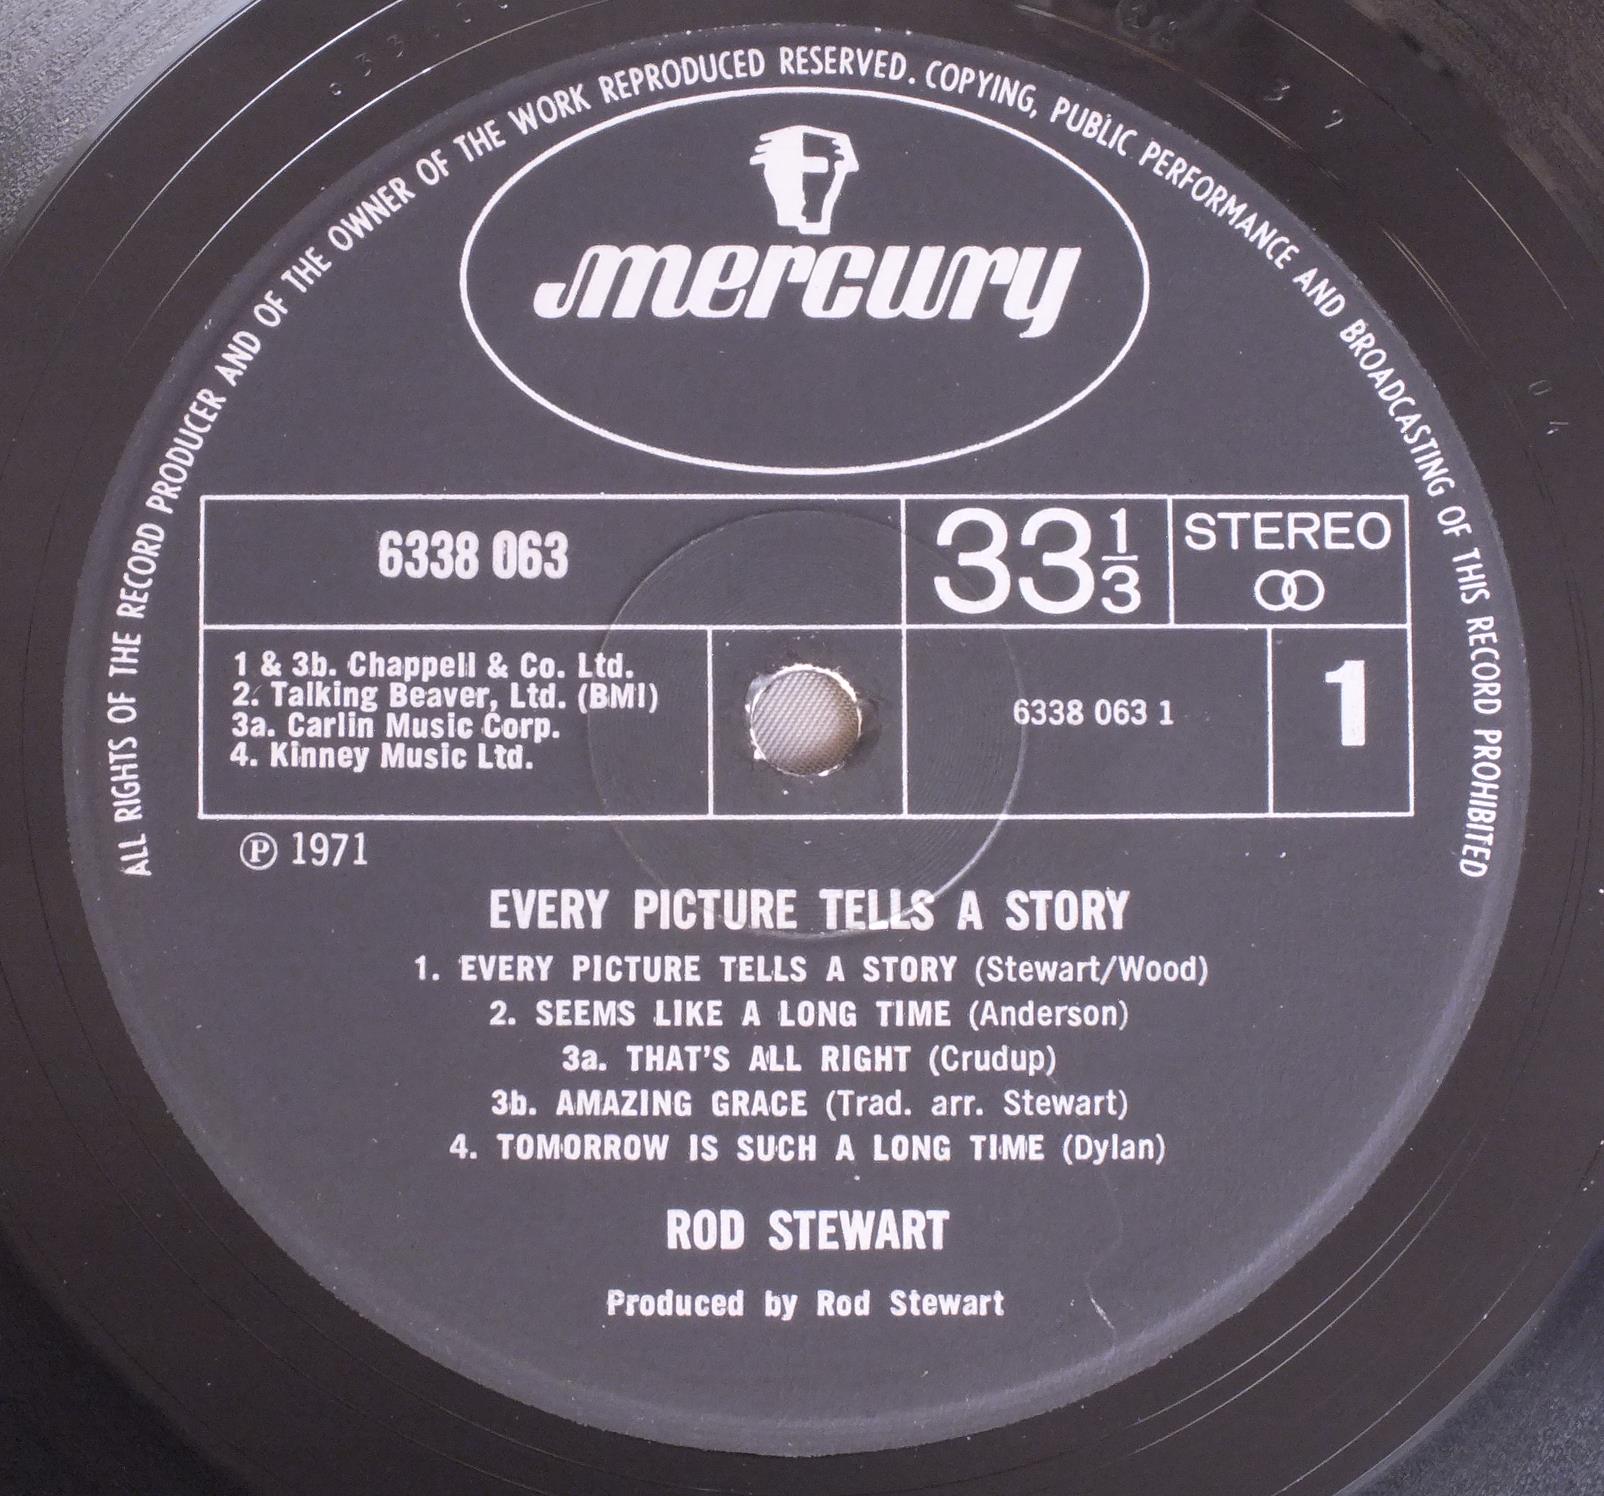 ALL RIGHTS OF THE RECORD PRODUCER AND OF THE OWNER OF THE WORK REPRODUCED RESERVED. COPYING, PUBLIC PERFORMANCE AND BROADCASTING OF THIS RECORD PROHIBITED
mercury
6338 063
33 1/3
STEREO
1 & 3b. Chappell & Co. Ltd.
2. Talking Beaver, Ltd. (BMI)
3a. Carlin Music Corp.
4. Kinney Music Ltd.
6338 063 1
1
Ⓟ 1971
EVERY PICTURE TELLS A STORY
1. EVERY PICTURE TELLS A STORY (Stewart/Wood)
2. SEEMS LIKE A LONG TIME (Anderson)
3a. THAT'S ALL RIGHT (Crudup)
3b. AMAZING GRACE (Trad. arr. Stewart)
4. TOMORROW IS SUCH A LONG TIME (Dylan)
ROD STEWART
Produced by Rod Stewart